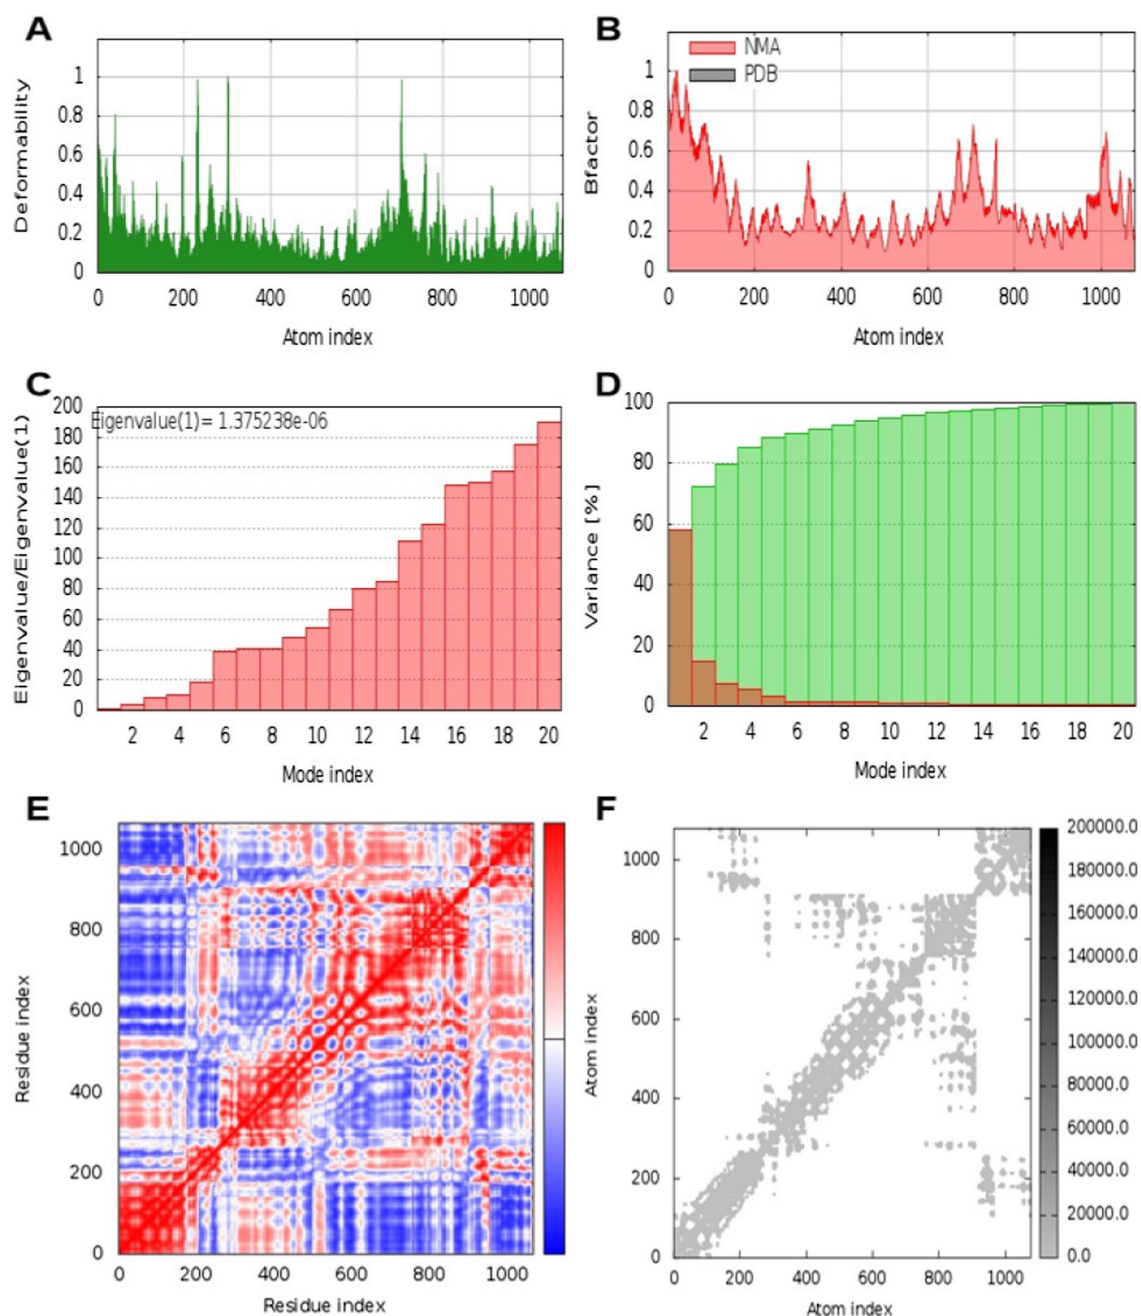 A
Deformability
1
0.8
0.6
0.4
0.2
0
0 200 400 600 800 1000
Atom index
B
NMA
PDB
Bfactor
1
0.8
0.6
0.4
0.2
0
0 200 400 600 800 1000
Atom index
C
Eigenvalue/Eigenvalue(1)
Eigenvalue(1)= 1.375238e-06
200
180
160
140
120
100
80
60
40
20
0
2 4 6 8 10 12 14 16 18 20
Mode index
D
Variance [%]
100
80
60
40
20
0
2 4 6 8 10 12 14 16 18 20
Mode index
E
Residue index
1000
800
600
400
200
0
0 200 400 600 800 1000
Residue index
F
Atom index
1000
800
600
400
200
0
0 200 400 600 800 1000
Atom index
200000.0
180000.0
160000.0
140000.0
120000.0
100000.0
80000.0
60000.0
40000.0
20000.0
0.0